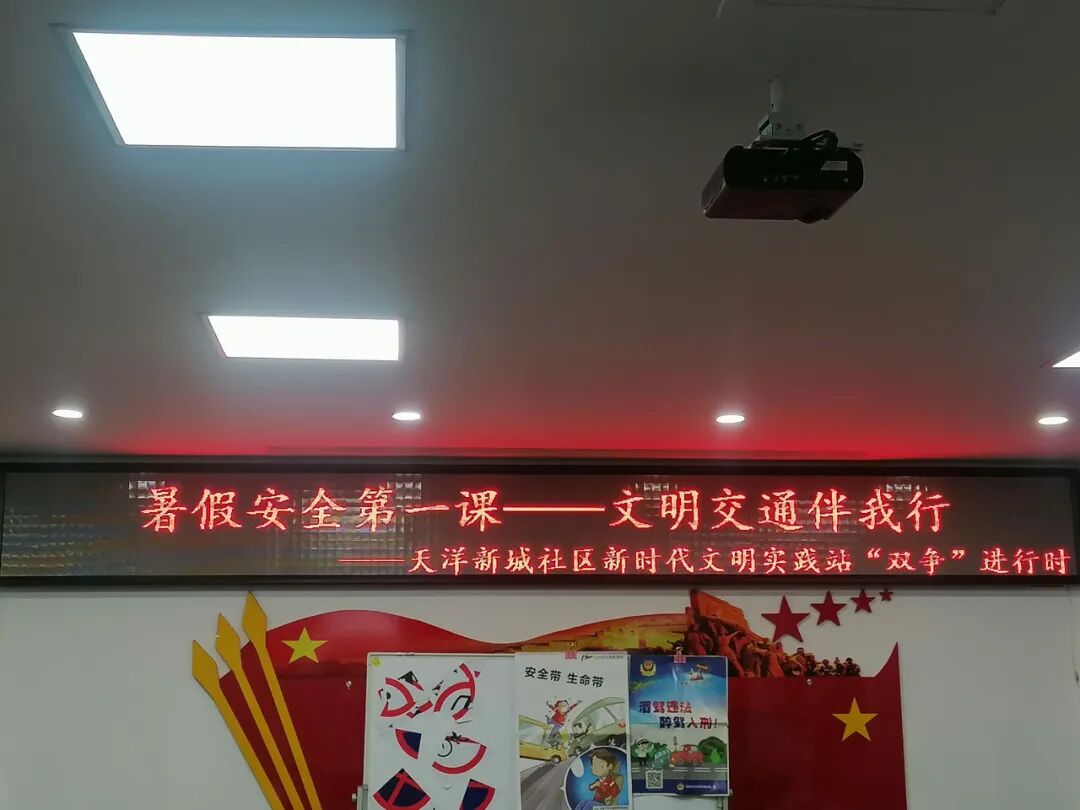 暑假安全第一课——文明交通伴我行
——天洋新城社区新时代文明实践站“双争”进行时
安全带 生命带
酒驾违法
醉驾入刑!